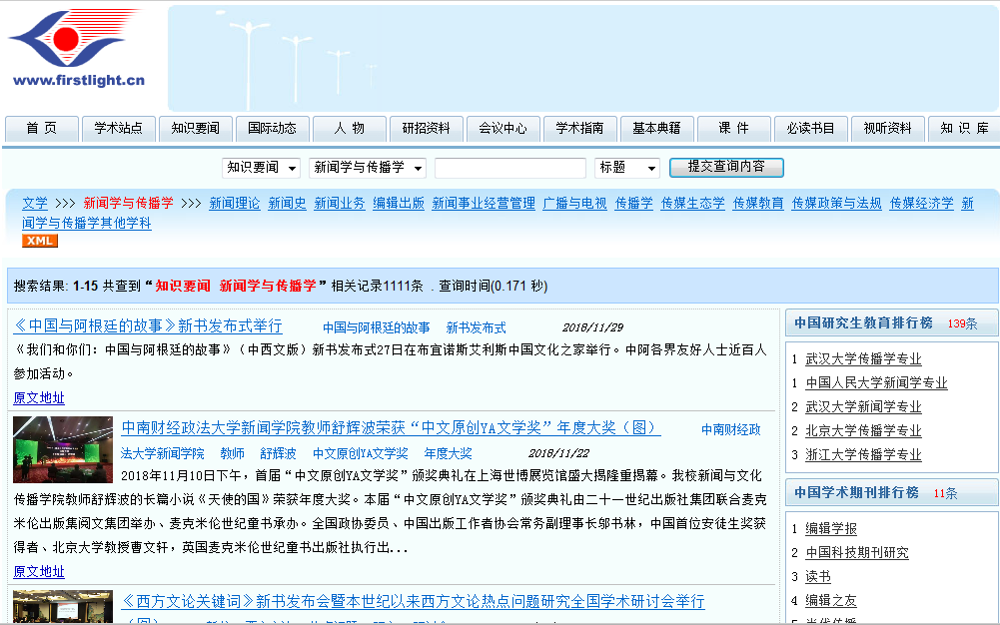 www.firstlight.cn
首 页 学术站点 知识要闻 国际动态 人 物 研招资料 会议中心 学术指南 基本典籍 课 件 必读书目 视听资料 知 识 库
知识要闻 新闻学与传播学 标题 提交查询内容
文学 >>> 新闻学与传播学 >>> 新闻理论 新闻史 新闻业务 编辑出版 新闻事业经营管理 广播与电视 传播学 传媒生态学 传媒教育 传媒政策与法规 传媒经济学 新
闻学与传播学其他学科
XML
搜索结果: 1-15 共查到“知识要闻 新闻学与传播学”相关记录1111条 . 查询时间(0.171 秒)
《中国与阿根廷的故事》新书发布式举行 中国与阿根廷的故事 新书发布式 2018/11/29
《我们和你们：中国与阿根廷的故事》（中西文版）新书发布式27日在布宜诺斯艾利斯中国文化之家举行。中阿各界友好人士近百人
参加活动。
原文地址
中南财经政法大学新闻学院教师舒辉波荣获“中文原创YA文学奖”年度大奖（图） 中南财经政
法大学新闻学院 教师 舒辉波 中文原创YA文学奖 年度大奖 2018/11/22
2018年11月10日下午，首届“中文原创YA文学奖”颁奖典礼在上海世博展览馆盛大揭隆重揭幕。我校新闻与文化
传播学院教师舒辉波的长篇小说《天使的国》荣获年度大奖。本届“中文原创YA文学奖”颁奖典礼由二十一世纪出版社集团联合麦克
米伦出版集阅文集团举办、麦克米伦世纪童书承办。全国政协委员、中国出版工作者协会常务副理事长邬书林，中国首位安徒生奖获
得者、北京大学教授曹文轩，英国麦克米伦世纪童书出版社执行出...
原文地址
《西方文论关键词》新书发布会暨本世纪以来西方文论热点问题研究全国学术研讨会举行
中国研究生教育排行榜 139条
1 武汉大学传播学专业
1 中国人民大学新闻学专业
2 武汉大学新闻学专业
2 北京大学传播学专业
3 浙江大学传播学专业
中国学术期刊排行榜 11条
1 编辑学报
2 中国科技期刊研究
3 读书
4 编辑之友
5 当代传播